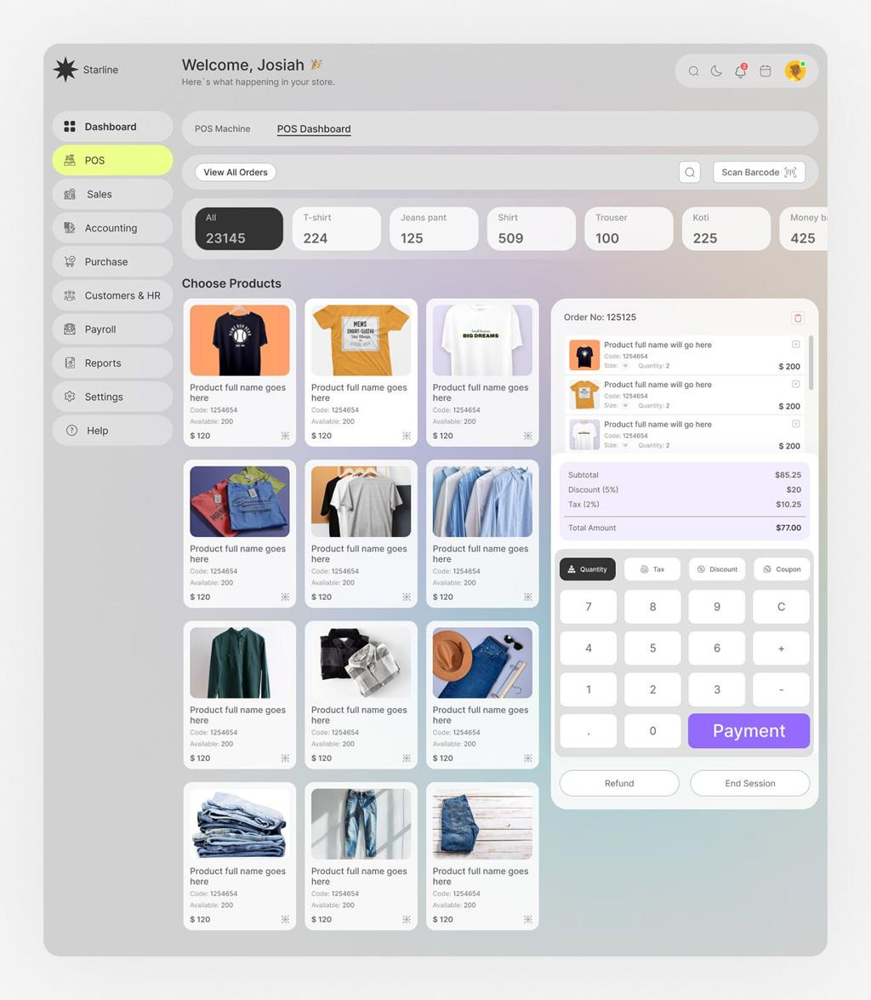 Starline
Welcome, Josiah
Here`s what happening in your store.
2
Dashboard
POS
Sales
Accounting
Purchase
Customers & HR
Payroll
Reports
Settings
Help
POS Machine
POS Dashboard
View All Orders
Scan Barcode
All
23145
T-shirt
224
Jeans pant
125
Shirt
509
Trouser
100
Koti
225
Money b
425
Choose Products
Product full name goes
here
Code: 1254654
Available: 200
$ 120
MENS
SHORT-SLEEVE
Product full name goes
here
Code: 1254654
Available: 200
$ 120
BIG DREAMS
Product full name goes
here
Code: 1254654
Available: 200
$ 120
Product full name goes
here
Code: 1254654
Available: 200
$ 120
Product full name goes
here
Code: 1254654
Available: 200
$ 120
Product full name goes
here
Code: 1254654
Available: 200
$ 120
Product full name goes
here
Code: 1254654
Available: 200
$ 120
Product full name goes
here
Code: 1254654
Available: 200
$ 120
Product full name goes
here
Code: 1254654
Available: 200
$ 120
Product full name goes
here
Code: 1254654
Available: 200
$ 120
Product full name goes
here
Code: 1254654
Available: 200
$ 120
Product full name goes
here
Code: 1254654
Available: 200
$ 120
Order No: 125125
Product full name will go here
Code: 1254654
Size: M Quantity: 2
$ 200
Product full name will go here
Code: 1254654
Size: M Quantity: 2
$ 200
Product full name will go here
Code: 1254654
Size: M Quantity: 2
$ 200
Subtotal $85.25
Discount (5%) $20
Tax (2%) $10.25
Total Amount $77.00
Quantity
Tax
Discount
Coupon
7 8 9 C
4 5 6 +
1 2 3 -
. 0 Payment
Refund
End Session